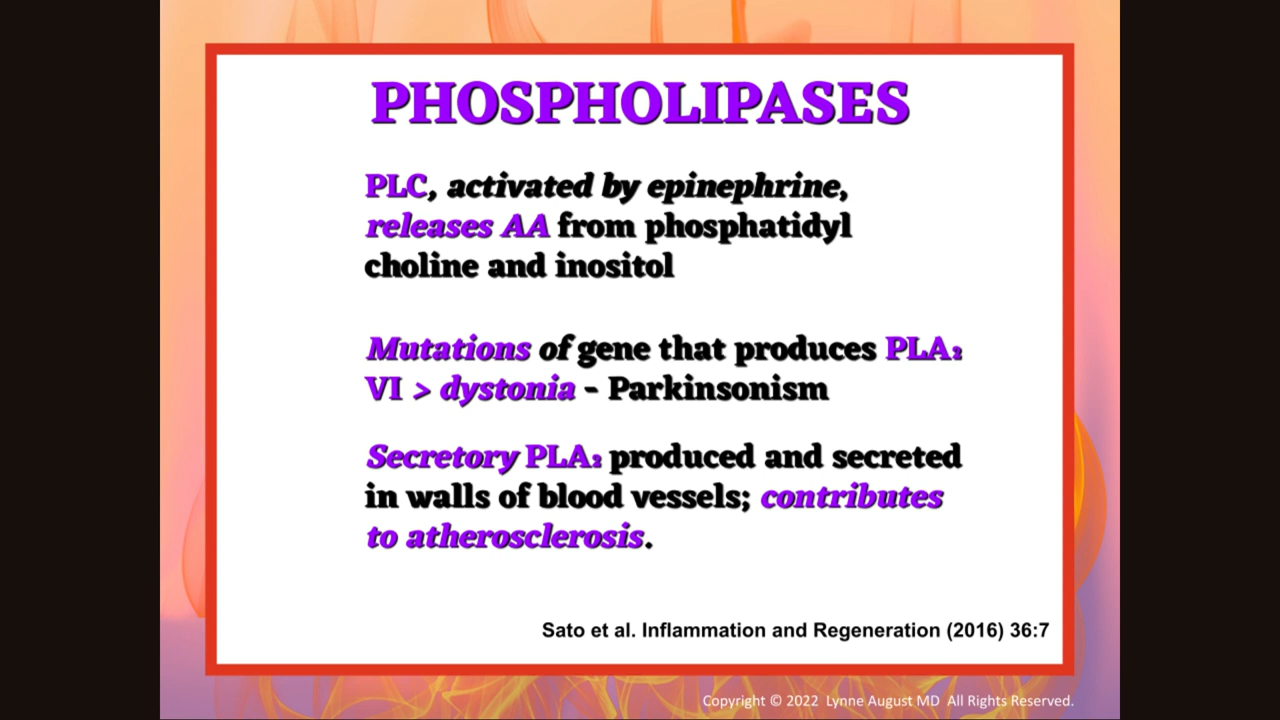 PHOSPHOLIPASES
PLC, activated by epinephrine,
releases AA from phosphatidyl
choline and inositol
Mutations of gene that produces PLA₂
VI > dystonia - Parkinsonism
Secretory PLA₂ produced and secreted
in walls of blood vessels; contributes
to atherosclerosis.
Sato et al. Inflammation and Regeneration (2016) 36:7
Copyright © 2022 Lynne August MD All Rights Reserved.